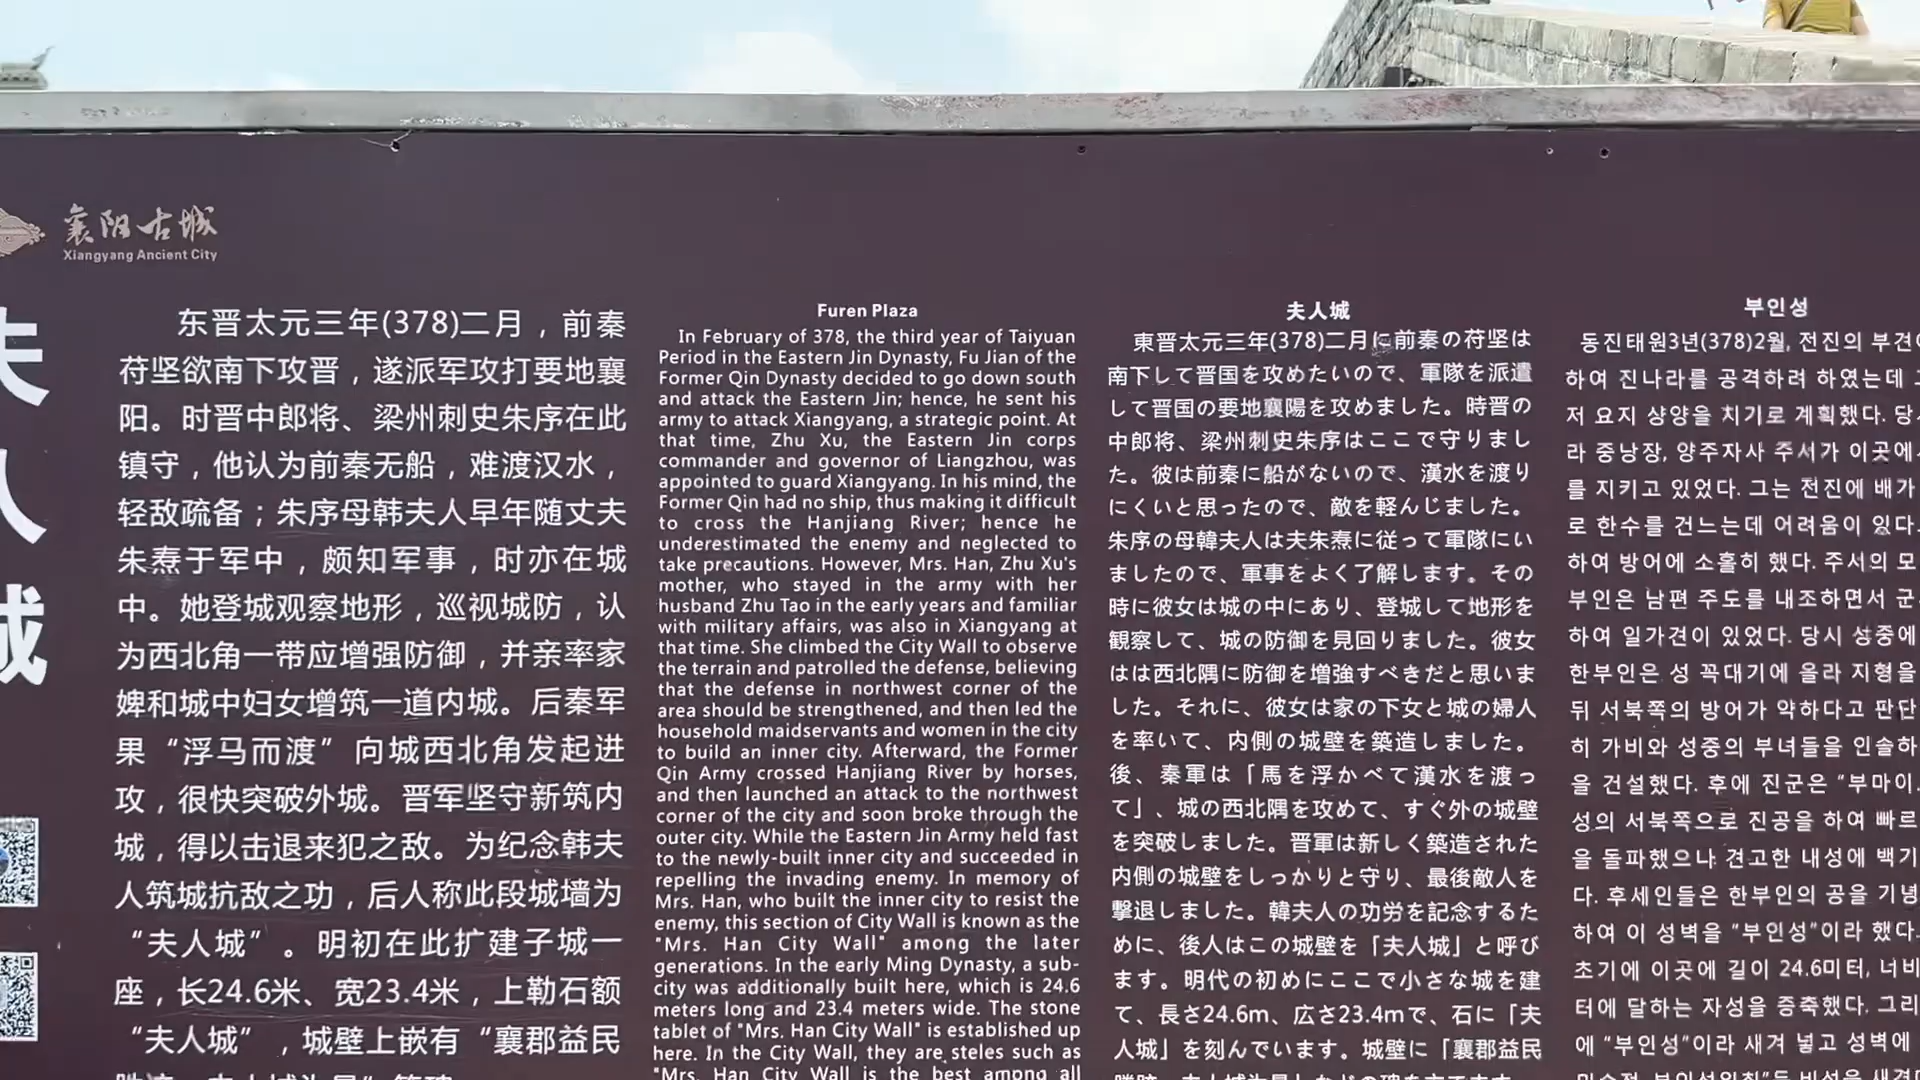 襄阳古城
Xiangyang Ancient City
夫人城
东晋太元三年(378)二月，前秦
苻坚欲南下攻晋，遂派军攻打要地襄
阳。时晋中郎将、梁州刺史朱序在此
镇守，他认为前秦无船，难渡汉水，
轻敌疏备；朱序母韩夫人早年随丈夫
朱焘于军中，颇知军事，时亦在城
中。她登城观察地形，巡视城防，认
为西北角一带应增强防御，并亲率家
婢和城中妇女增筑一道内城。后秦军
果“浮马而渡”向城西北角发起进
攻，很快突破外城。晋军坚守新筑内
城，得以击退来犯之敌。为纪念韩夫
人筑城抗敌之功，后人称此段城墙为
“夫人城”。明初在此扩建子城一
座，长24.6米、宽23.4米，上勒石额
“夫人城”，城壁上嵌有“襄郡益民
Furen Plaza
In February of 378, the third year of Taiyuan
Period in the Eastern Jin Dynasty, Fu Jian of the
Former Qin Dynasty decided to go down south
and attack the Eastern Jin; hence, he sent his
army to attack Xiangyang, a strategic point. At
that time, Zhu Xu, the Eastern Jin corps
commander and governor of Liangzhou, was
appointed to guard Xiangyang. In his mind, the
Former Qin had no ship, thus making it difficult
to cross the Hanjiang River; hence he
underestimated the enemy and neglected to
take precautions. However, Mrs. Han, Zhu Xu's
mother, who stayed in the army with her
husband Zhu Tao in the early years and familiar
with military affairs, was also in Xiangyang at
that time. She climbed the City Wall to observe
the terrain and patrolled the defense, believing
that the defense in northwest corner of the
area should be strengthened, and then led the
household maidservants and women in the city
to build an inner city. Afterward, the Former
Qin Army crossed Hanjiang River by horses,
and then launched an attack to the northwest
corner of the city and soon broke through the
outer city. While the Eastern Jin Army held fast
to the newly-built inner city and succeeded in
repelling the invading enemy. In memory of
Mrs. Han, who built the inner city to resist the
enemy, this section of City Wall is known as the
"Mrs. Han City Wall" among the later
generations. In the early Ming Dynasty, a sub-
city was additionally built here, which is 24.6
meters long and 23.4 meters wide. The stone
tablet of "Mrs. Han City Wall" is established up
here. In the City Wall, they are steles such as
"Mrs. Han City Wall is the best among all
夫人城
東晋太元三年(378)二月に前秦の苻坚は
南下して晋国を攻めたいので、軍隊を派遣
して晋国の要地襄陽を攻めました。時晋の
中郎将、梁州刺史朱序はここで守りまし
た。彼は前秦に船がないので、漢水を渡り
にくいと思ったので、敵を軽んじました。
朱序の母韓夫人は夫朱焘に従って軍隊にい
ましたので、軍事をよく了解します。その
時に彼女は城の中にあり、登城して地形を
観察して、城の防御を見回りました。彼女
はは西北隅に防御を増強すべきだと思いま
した。それに、彼女は家の下女と城の婦人
を率いて、内側の城壁を築造しました。
後、秦軍は「馬を浮かべて漢水を渡っ
て」、城の西北隅を攻めて、すぐ外の城壁
を突破しました。晋軍は新しく築造された
内側の城壁をしっかりと守り、最後敵人を
撃退しました。韓夫人の功労を記念するた
めに、後人はこの城壁を「夫人城」と呼び
ます。明代の初めにここで小さな城を建
て、長さ24.6m、広さ23.4mで、石に「夫
人城」を刻んでいます。城壁に「襄郡益民
부인성
동진태원3년(378)2월, 전진의 부견이
하여 진나라를 공격하려 하였는데
저 요지 샹양을 치기로 계획했다. 당시
라 중낭장, 양주자사 주서가 이곳에서
를 지키고 있었다. 그는 전진에 배가
로 한수를 건느는데 어려움이 있다
하여 방어에 소홀히 했다. 주서의 모
부인은 남편 주도를 내조하면서 군
하여 일가견이 있었다. 당시 성중에
한부인은 성 꼭대기에 올라 지형을
뒤 서북쪽의 방어가 약하다고 판단
히 가비와 성중의 부녀들을 인솔하
을 건설했다. 후에 진군은 “부마이
성의 서북쪽으로 진공을 하여 빠르
을 돌파했으나 견고한 내성에 백기
다. 후세인들은 한부인의 공을 기념
하여 이 성벽을 “부인성”이라 했다.
초기에 이곳에 길이 24.6미터, 너비
터에 달하는 자성을 증축했다. 그리
에 “부인성”이라 새겨 넣고 성벽에